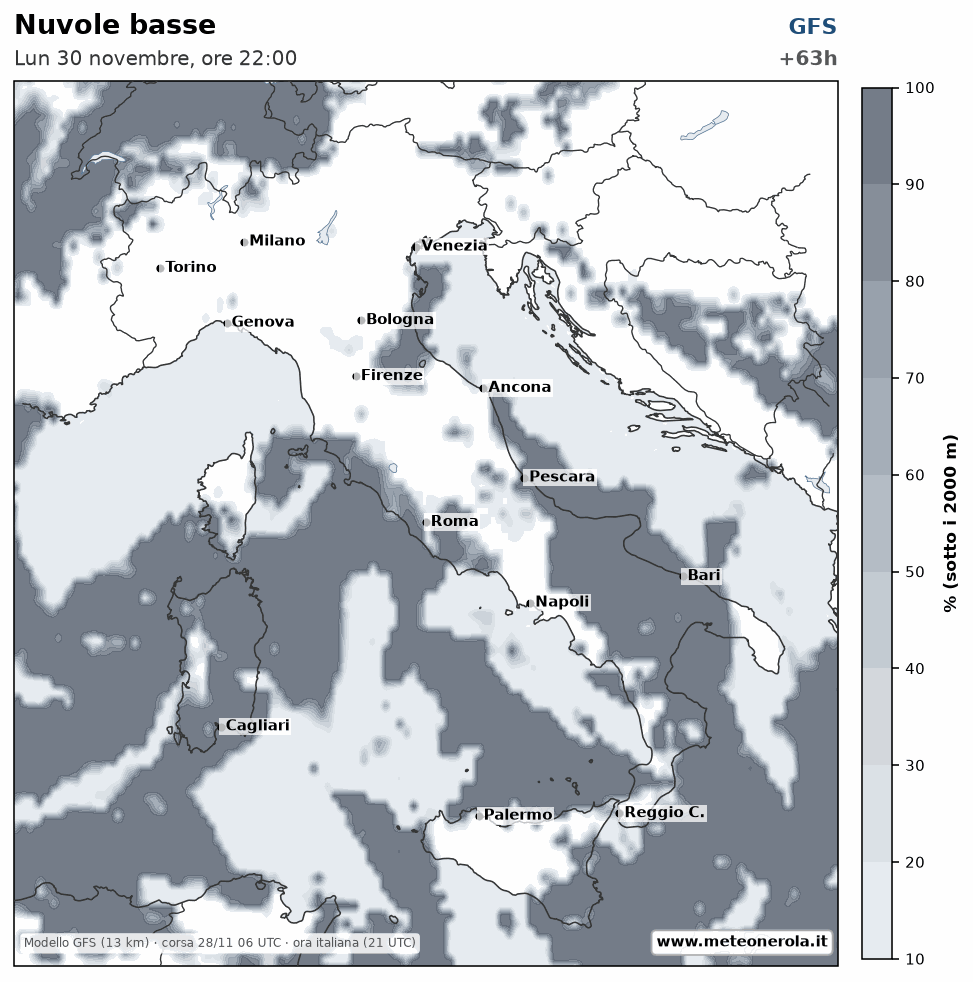 Nuvole basse
GFS
Lun 30 novembre, ore 22:00
+63h
100
90
80
70
60
50
40
30
20
10
% (sotto i 2000 m)
Milano
Venezia
Torino
Genova
Bologna
Firenze
Ancona
Pescara
Roma
Bari
Napoli
Cagliari
Palermo
Reggio C.
Modello GFS (13 km) · corsa 28/11 06 UTC · ora italiana (21 UTC)
www.meteonerola.it